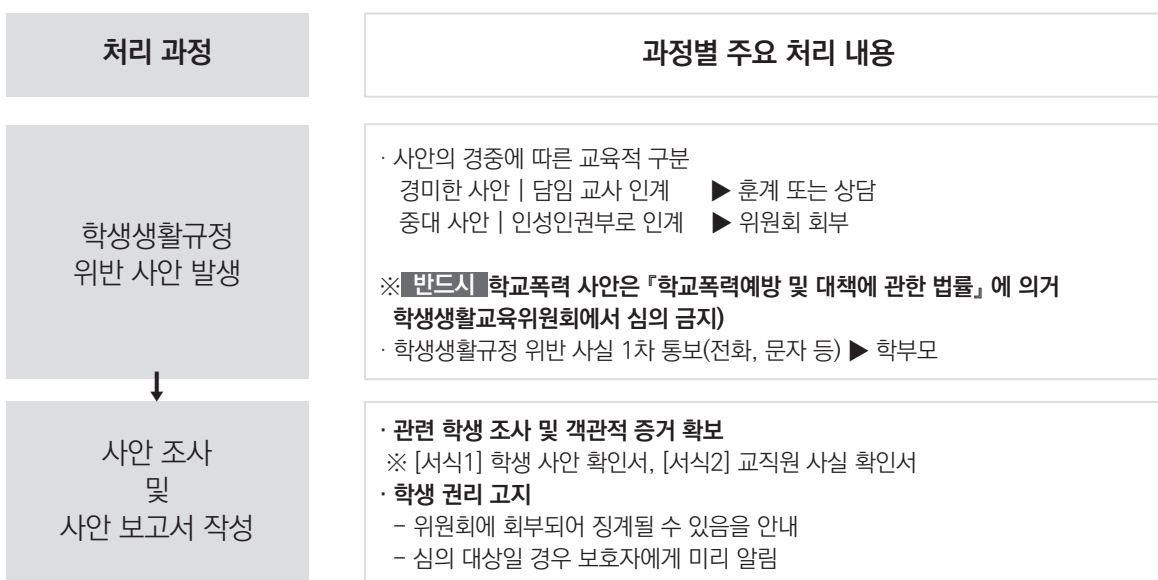 처리 과정
과정별 주요 처리 내용
학생생활규정
위반 사안 발생
· 사안의 경중에 따른 교육적 구분
경미한 사안 | 담임 교사 인계 ▶ 훈계 또는 상담
중대 사안 | 인성인권부로 인계 ▶ 위원회 회부
※ 반드시 학교폭력 사안은 『학교폭력예방 및 대책에 관한 법률』 에 의거
학생생활교육위원회에서 심의 금지)
· 학생생활규정 위반 사실 1차 통보(전화, 문자 등) ▶ 학부모
사안 조사
및
사안 보고서 작성
· 관련 학생 조사 및 객관적 증거 확보
※ [서식1] 학생 사안 확인서, [서식2] 교직원 사실 확인서
· 학생 권리 고지
- 위원회에 회부되어 징계될 수 있음을 안내
- 심의 대상일 경우 보호자에게 미리 알림